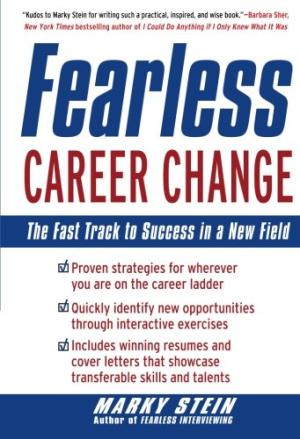 "Kudos to Marky Stein for writing such a practical, inspired, and wise book."—Barbara Sher,
New York Times bestselling author of I Could Do Anything if I Only Knew What It Was
Fearless
CAREER CHANGE
The Fast Track to Success in a New Field
Proven strategies for wherever
you are on the career ladder
Quickly identify new opportunities
through interactive exercises
Includes winning resumes and
cover letters that showcase
transferable skills and talents
MARKY STEIN
Author of FEARLESS INTERVIEWING